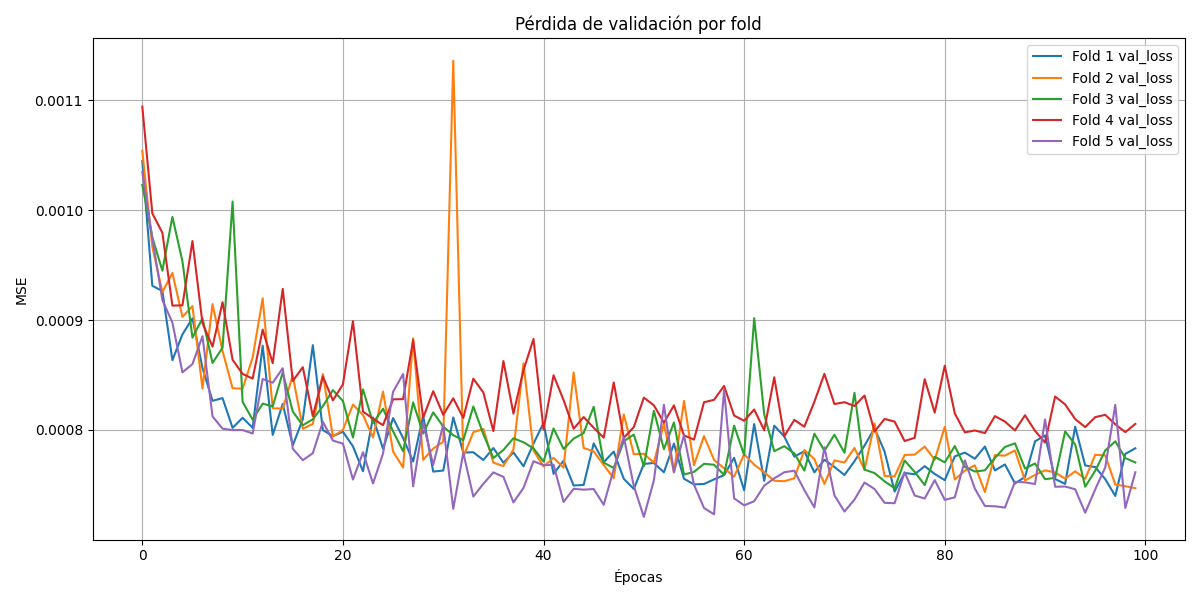 Pérdida de validación por fold
Fold 1 val_loss
Fold 2 val_loss
Fold 3 val_loss
Fold 4 val_loss
Fold 5 val_loss
MSE
0.0011
0.0010
0.0009
0.0008
0
20
40
60
80
100
Épocas